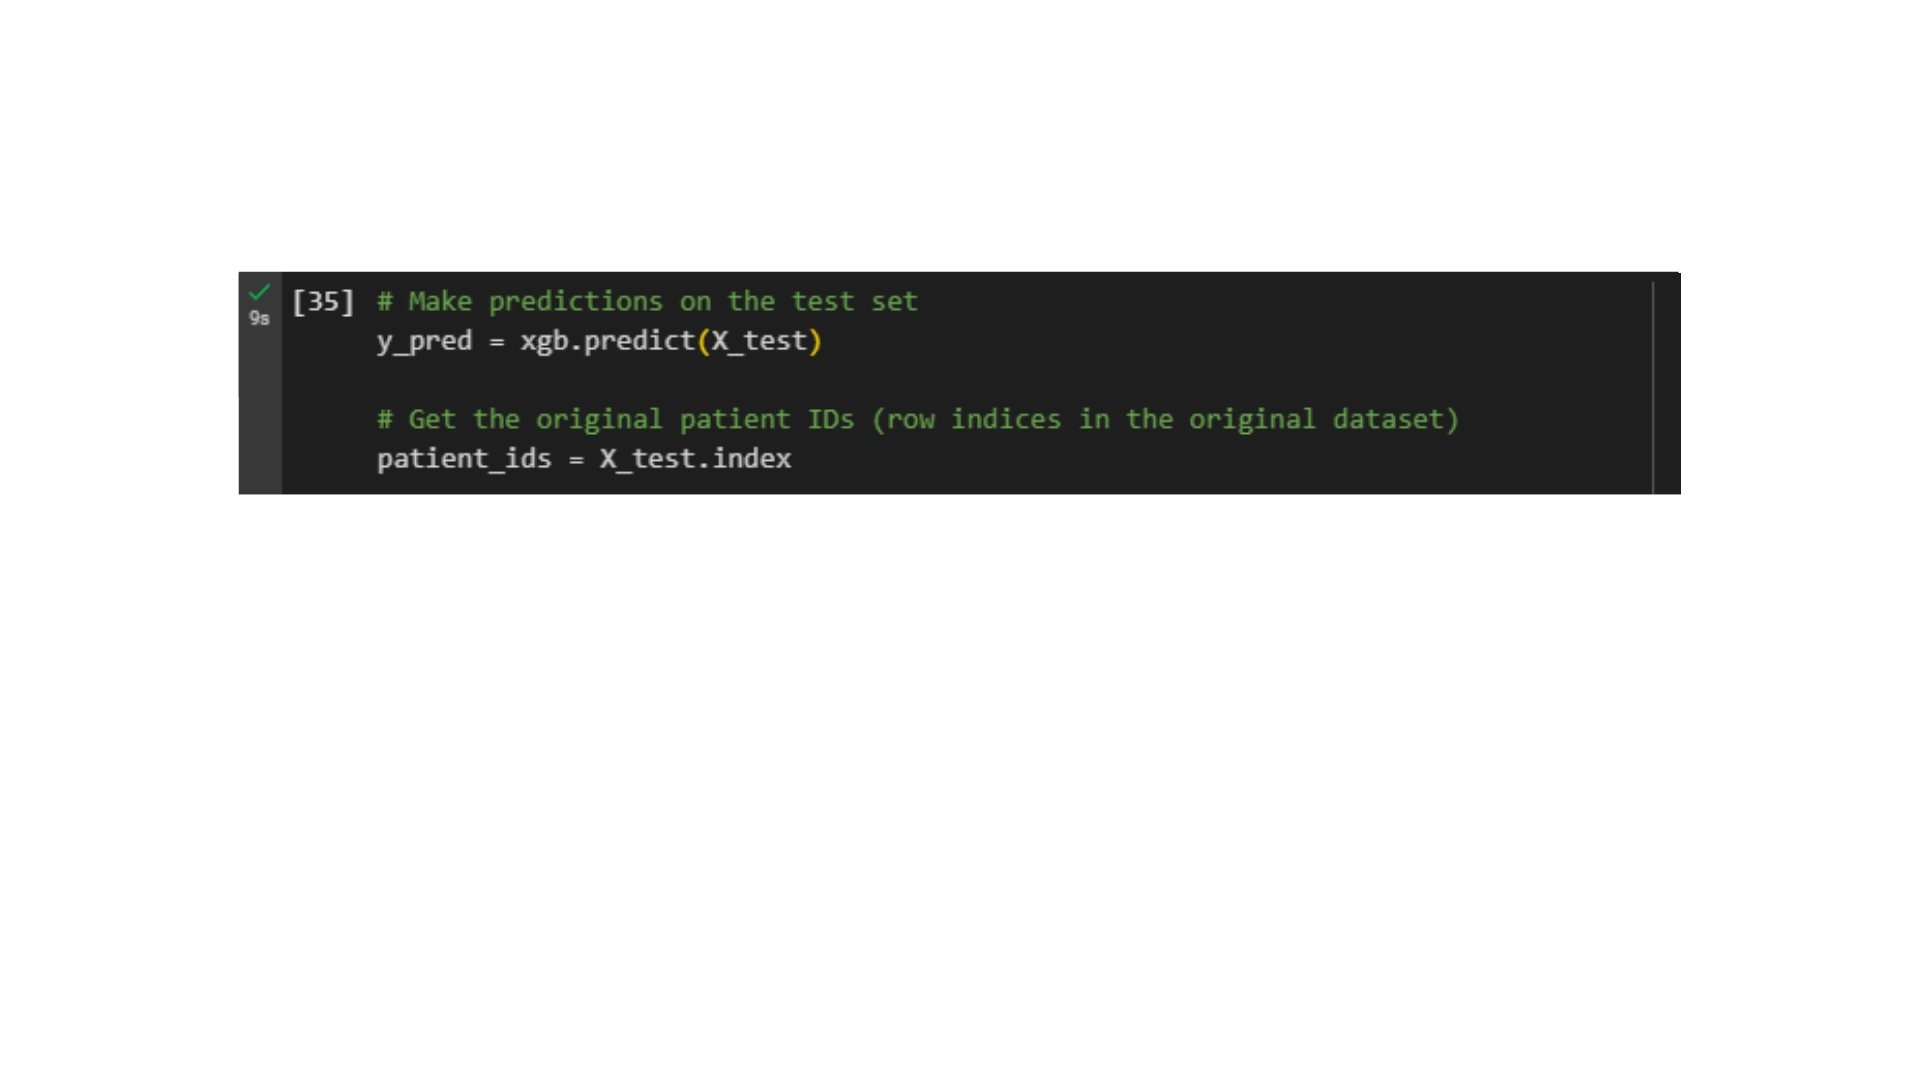 [35] # Make predictions on the test set
9s
y_pred = xgb.predict(X_test)
# Get the original patient IDs (row indices in the original dataset)
patient_ids = X_test.index